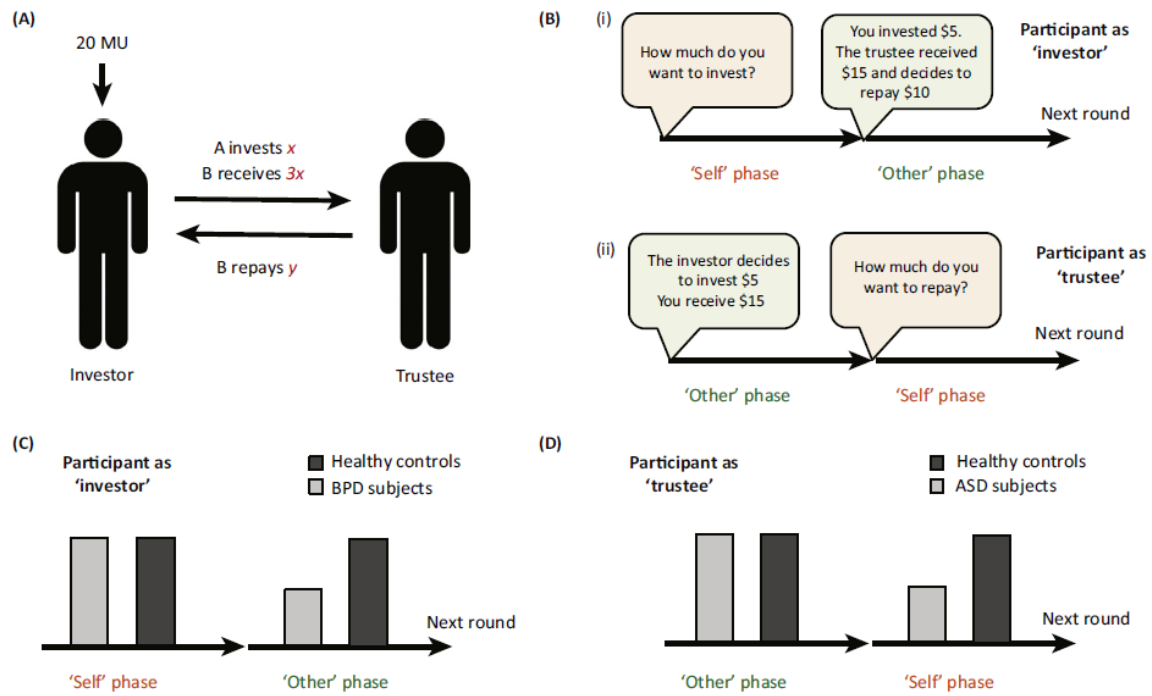 (A)
20 MU
A invests x
B receives 3x
B repays y
Investor
Trustee
(B)
(i)
How much do you
want to invest?
You invested $5.
The trustee received
$15 and decides to
repay $10
Participant as
‘investor’
Next round
‘Self’ phase
‘Other’ phase
(ii)
The investor decides
to invest $5
You receive $15
How much do you
want to repay?
Participant as
‘trustee’
Next round
‘Other’ phase
‘Self’ phase
(C)
Participant as
‘investor’
Healthy controls
BPD subjects
Next round
‘Self’ phase
‘Other’ phase
(D)
Participant as
‘trustee’
Healthy controls
ASD subjects
Next round
‘Other’ phase
‘Self’ phase